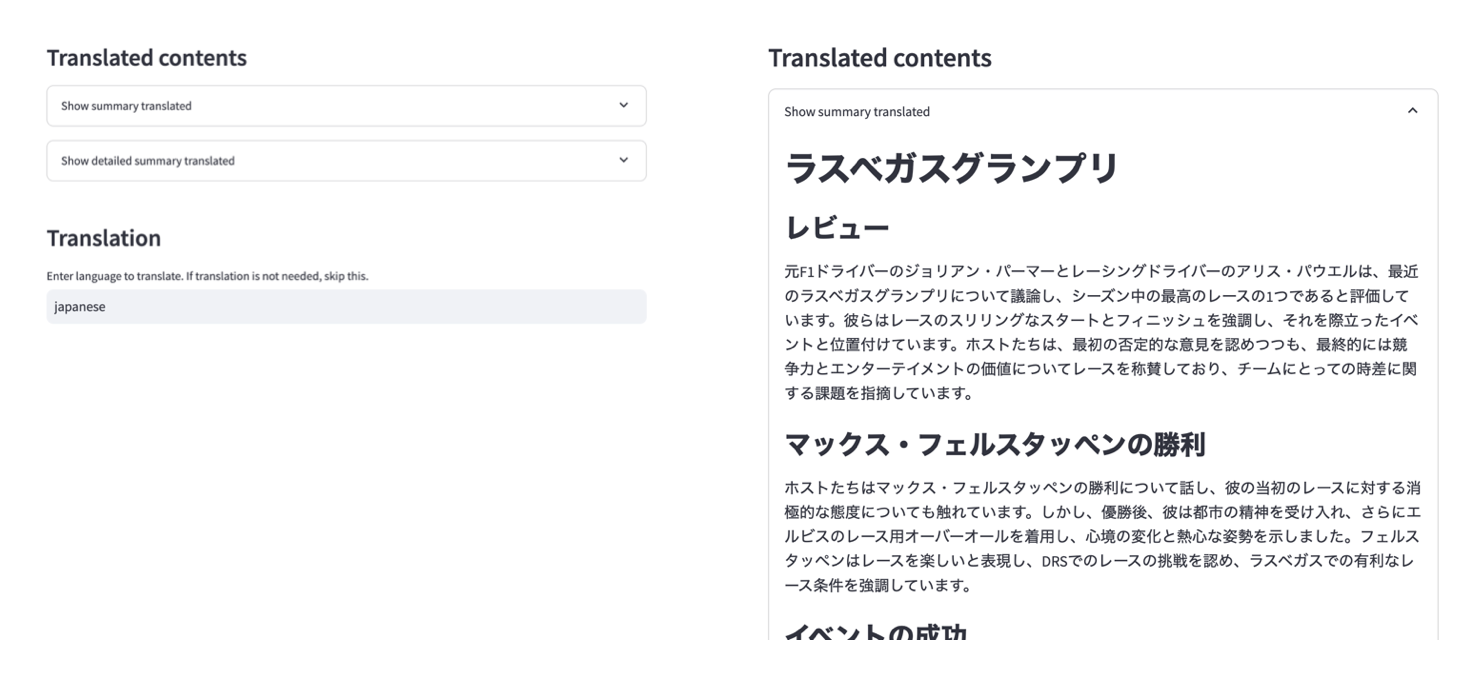 Translated contents
Show summary translated
Show detailed summary translated
Translation
Enter language to translate. If translation is not needed, skip this.
japanese
Translated contents
Show summary translated
ラスベガスグランプリ
レビュー
元F1ドライバーのジョリアン・パーマーとレーシングドライバーのアリス・パウエルは、最近
のラスベガスグランプリについて議論し、シーズン中の最高のレースの1つであると評価して
います。彼らはレースのスリリングなスタートとフィニッシュを強調し、それを際立ったイベ
ントと位置付けています。ホストたちは、最初の否定的な意見を認めつつも、最終的には競
争力とエンターテイメントの価値についてレースを称賛しており、チームにとっての時差に関
する課題を指摘しています。
マックス・フェルスタッペンの勝利
ホストたちはマックス・フェルスタッペンの勝利について話し、彼の当初のレースに対する消
極的な態度についても触れています。しかし、優勝後、彼は都市の精神を受け入れ、さらにエ
ルビスのレース用オーバーオールを着用し、心境の変化と熱心な姿勢を示しました。フェルス
タッペンはレースを楽しいと表現し、DRSでのレースの挑戦を認め、ラスベガスでの有利なレ
ース条件を強調しています。
イベントの成功